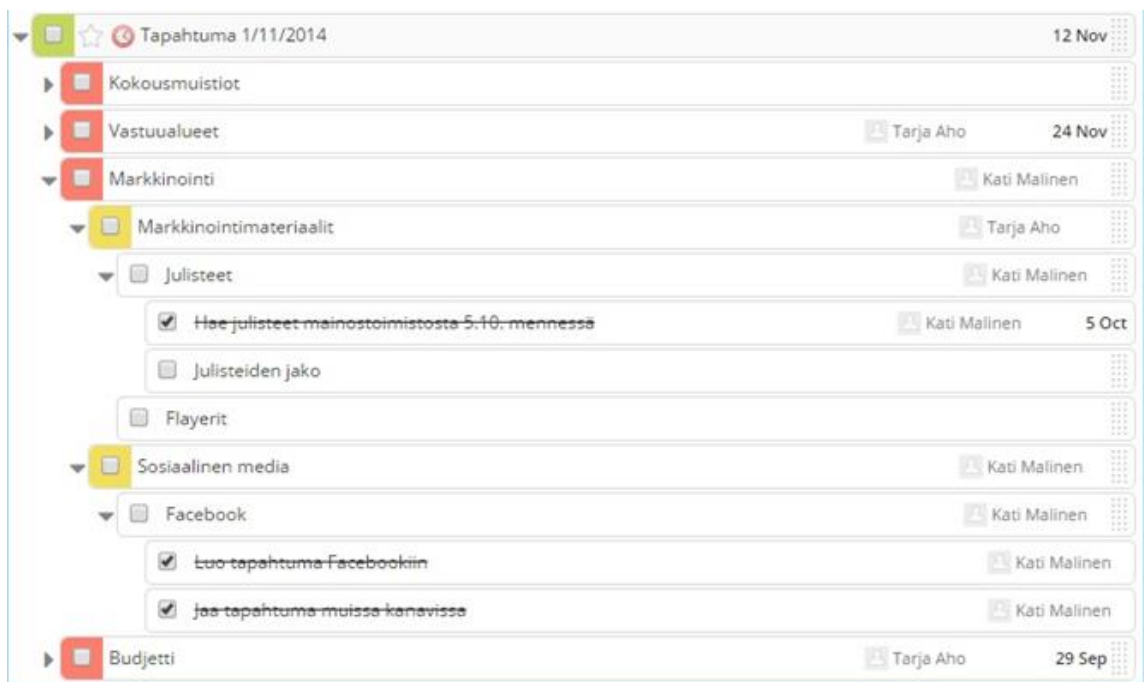 Tapahtuma 1/11/2014 12 Nov
Kokousmuistiot
Vastuualueet Tarja Aho 24 Nov
Markkinointi Kati Malinen
Markkinointimateriaalit Tarja Aho
Julisteet Kati Malinen
Hae julisteet mainostoimistosta 5.10. mennessä Kati Malinen 5 Oct
Julisteiden jako
Flayerit
Sosiaalinen media Kati Malinen
Facebook Kati Malinen
Luo tapahtuma Facebookiin Kati Malinen
Jaa tapahtuma muissa kanavissa Kati Malinen
Budjetti Tarja Aho 29 Sep